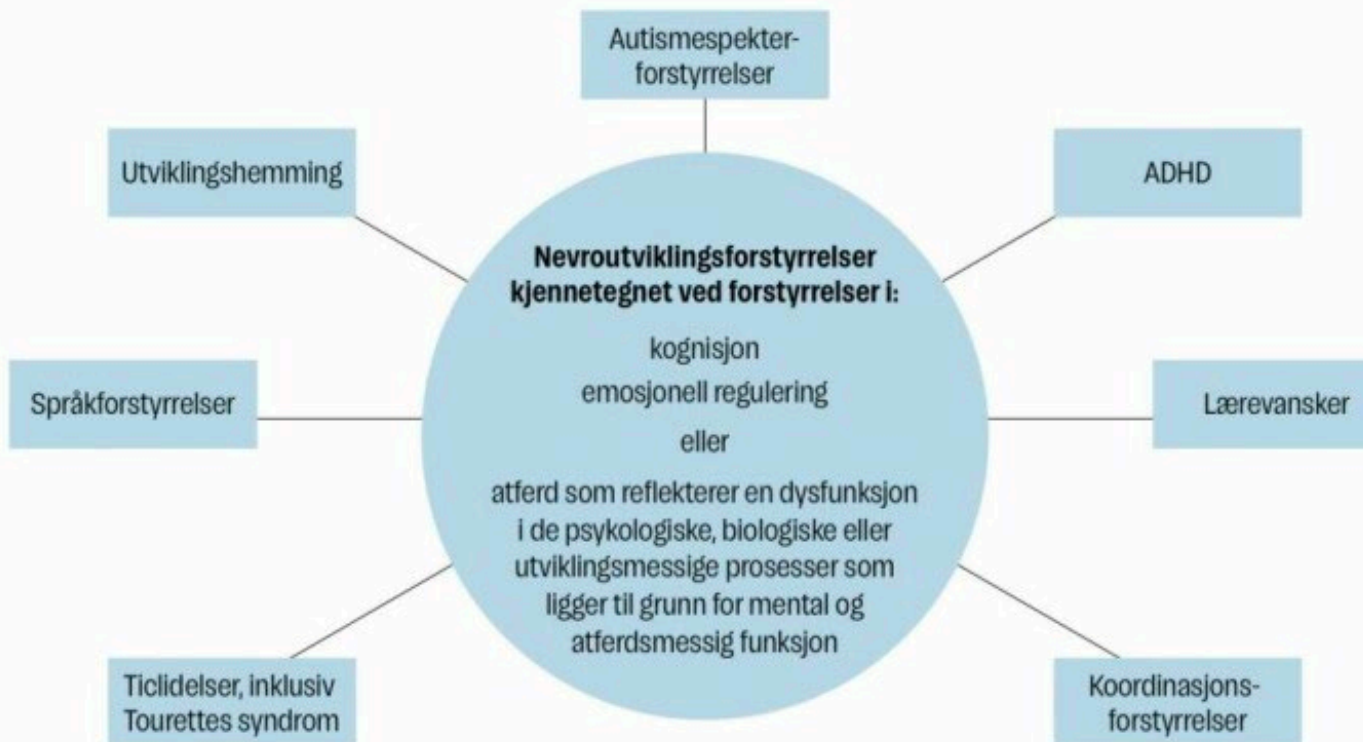 Autismespekter-
forstyrrelser
Utviklingshemming
ADHD
Nevroutviklingsforstyrrelser
kjennetegnet ved forstyrrelser i:
kognisjon
emosjonell regulering
eller
atferd som reflekterer en dysfunksjon
i de psykologiske, biologiske eller
utviklingsmessige prosesser som
ligger til grunn for mental og
atferdsmessig funksjon
Språkforstyrrelser
Lærevansker
Ticlidelser, inklusiv
Tourettes syndrom
Koordinasjons-
forstyrrelser